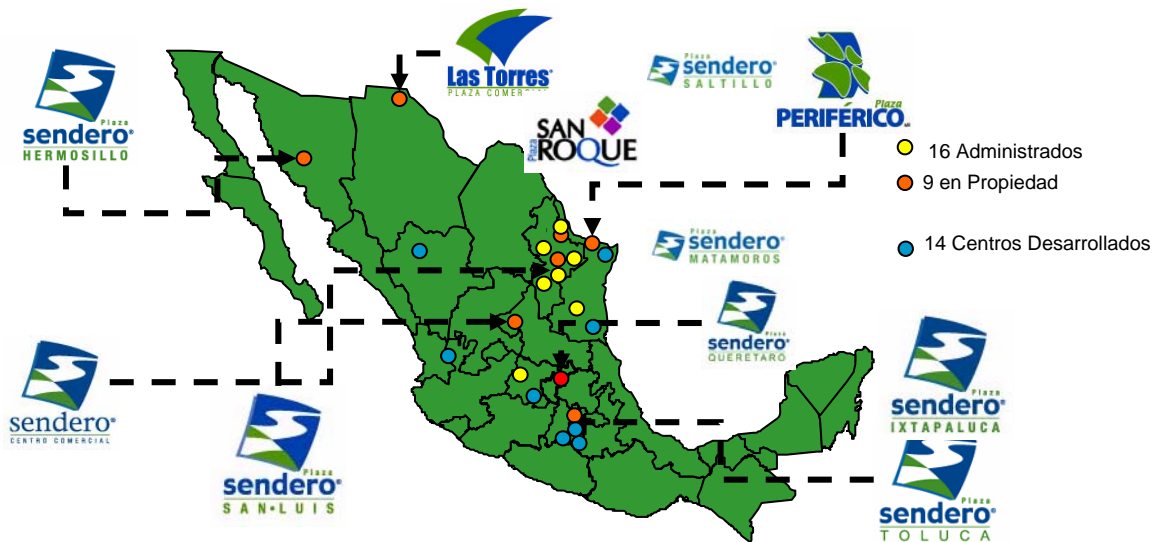 Las Torres®
PLAZA COMER
Plaza
sendero®
SALTILLO
Plaza
PERIFÉRICO
Plaza
sendero®
HERMOSILLO
Plaza
SAN
ROQUE
16 Administrados
9 en Propiedad
14 Centros Desarrollados
Plaza
sendero®
MATAMOROS
Plaza
sendero®
QUERETARO
sendero®
CENTRO COMERCIAL
Plaza
sendero®
SAN•LUIS
Plaza
sendero®
IXTAPALUCA
Plaza
sendero®
TOLUCA